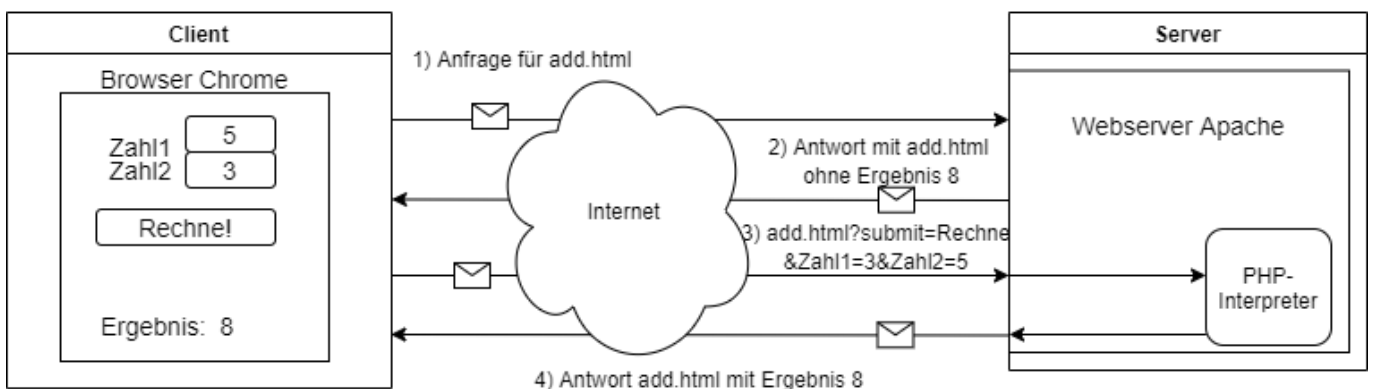 Client
Server
1) Anfrage für add.html
Browser Chrome
5
Zahl1
Zahl2
3
Webserver Apache
2) Antwort mit add.html
ohne Ergebnis 8
Internet
Rechne!
3) add.html?submit=Rechne
&Zahl1=3&Zahl2=5
PHP-
Interpreter
Ergebnis: 8
4) Antwort add.html mit Ergebnis 8